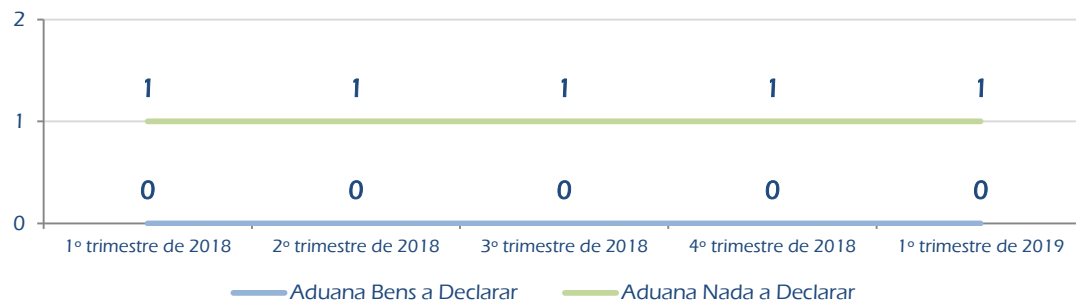 2
1 1 1 1 1
1
0 0 0 0 0
0
1º trimestre de 2018 2º trimestre de 2018 3º trimestre de 2018 4º trimestre de 2018 1º trimestre de 2019
Aduana Bens a Declarar Aduana Nada a Declarar